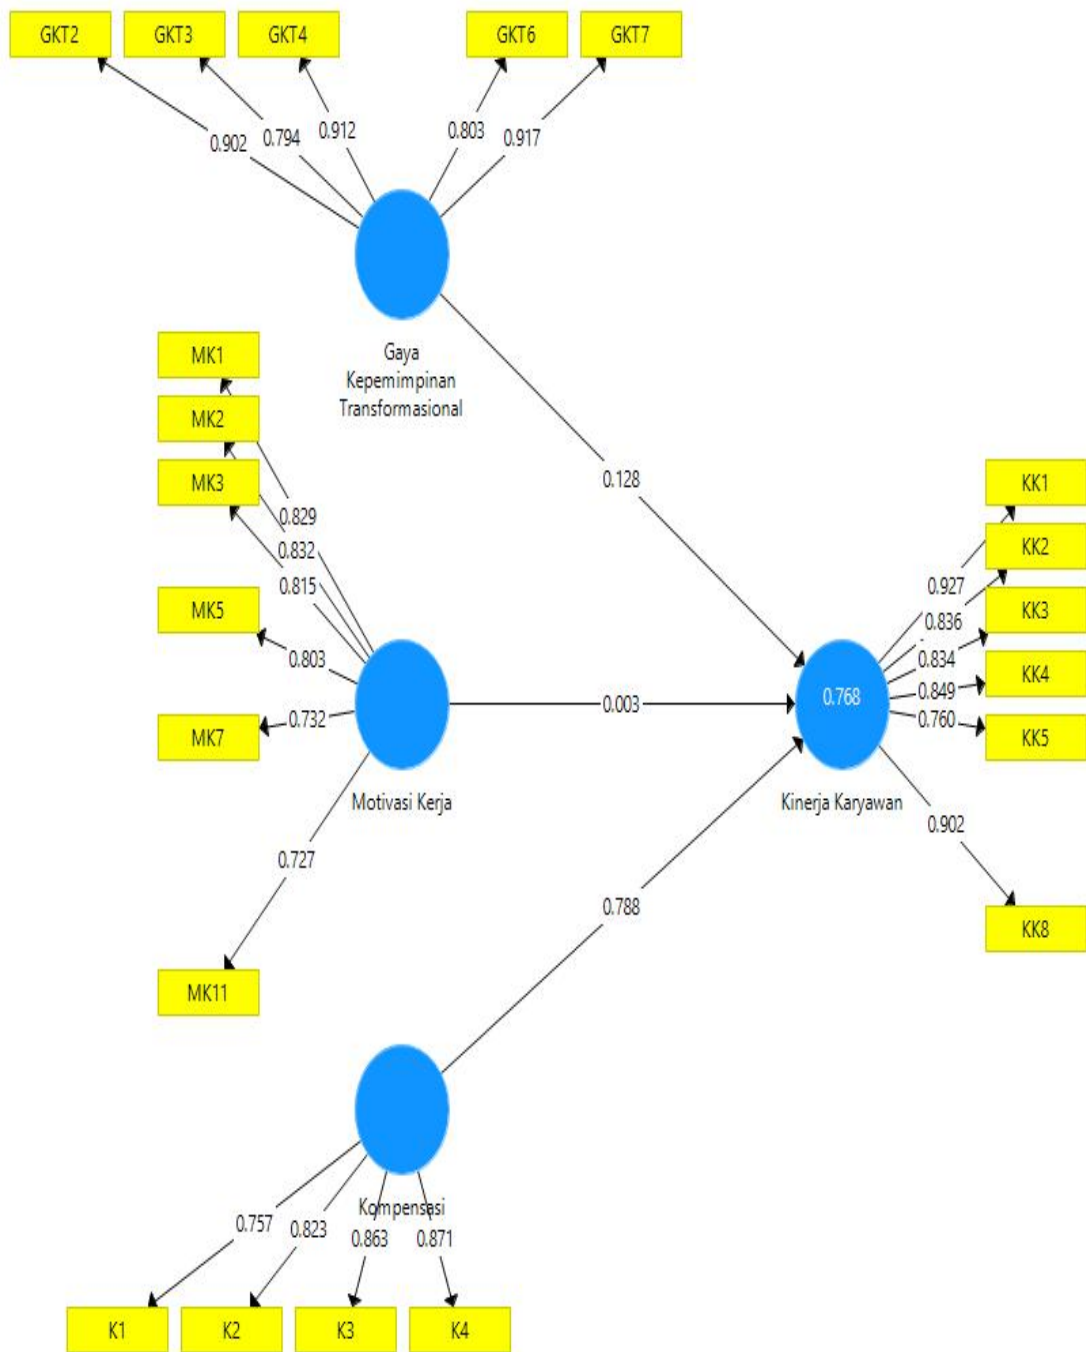 GKT2 GKT3 GKT4 GKT6 GKT7
0.902 0.794 0.912 0.803 0.917
Gaya
Kepemimpinan
Transformasional
MK1
MK2
MK3
MK5
MK7
MK11
0.829
0.832
0.815
0.803
0.732
0.727
Motivasi Kerja
0.128
0.003
0.788
0.768
Kinerja Karyawan
KK1
KK2
KK3
KK4
KK5
KK8
0.927
0.836
0.834
0.849
0.760
0.902
Kompensasi
0.757 0.823 0.863 0.871
K1 K2 K3 K4